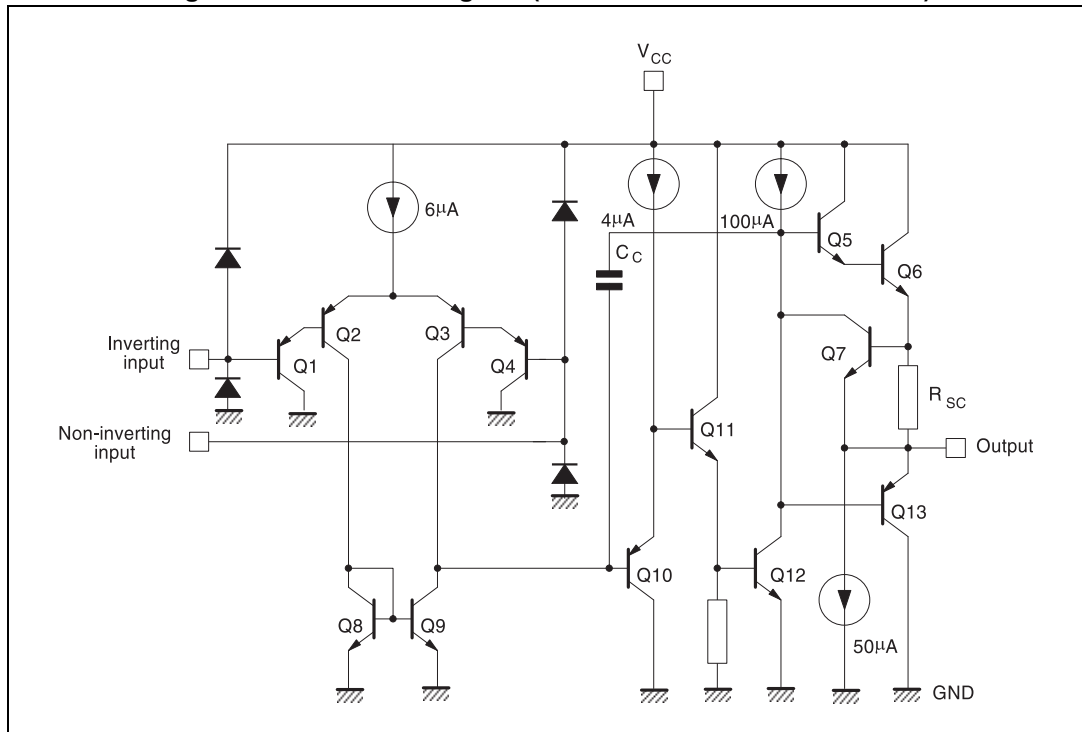 V CC
6µA
4µA
100µA
C C
Q5
Q6
Q2
Q3
Inverting
input
Q1
Q4
Q7
R SC
Non-inverting
input
Q11
Output
Q13
Q10
Q12
Q8
Q9
50µA
GND